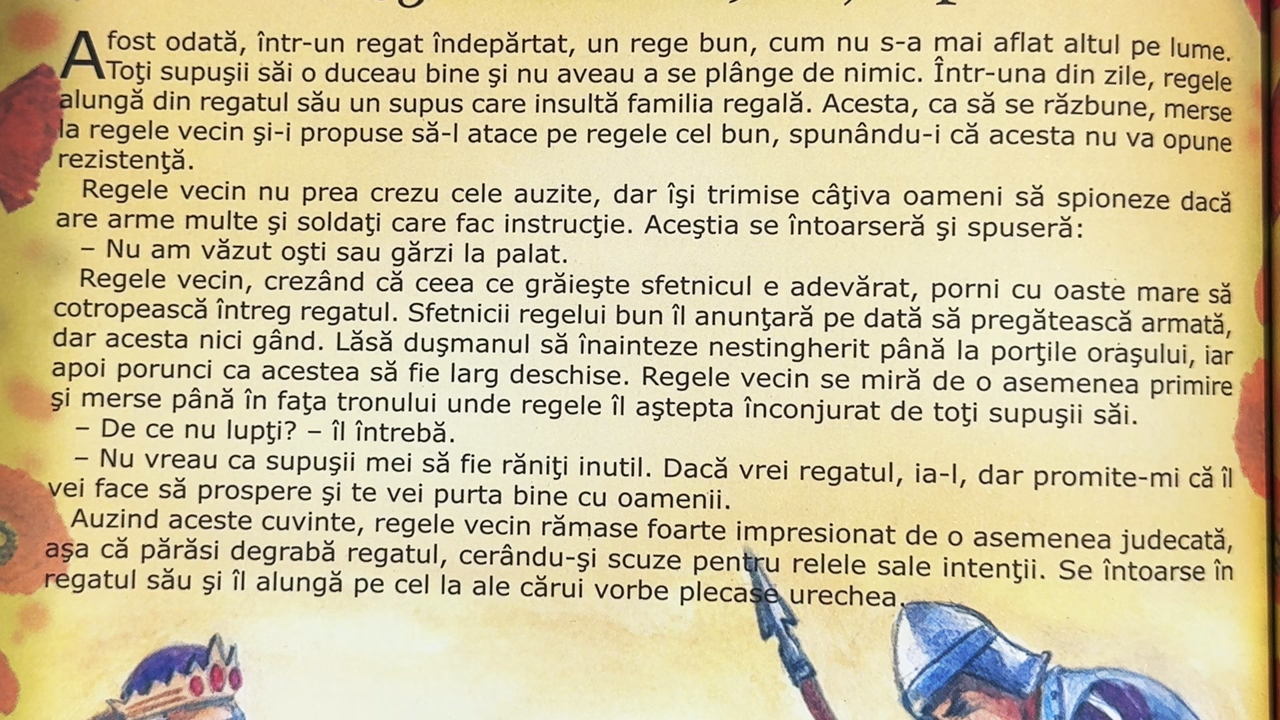 A fost odată, într-un regat îndepărtat, un rege bun, cum nu s-a mai aflat altul pe lume.
Toţi supuşii săi o duceau bine şi nu aveau a se plânge de nimic. Într-una din zile, regele
alungă din regatul său un supus care insultă familia regală. Acesta, ca să se răzbune, merse
la regele vecin şi-i propuse să-l atace pe regele cel bun, spunându-i că acesta nu va opune
rezistenţă.
Regele vecin nu prea crezu cele auzite, dar îşi trimise câţiva oameni să spioneze dacă
are arme multe şi soldaţi care fac instrucţie. Aceştia se întoarseră şi spuseră:
– Nu am văzut oşti sau gărzi la palat.
Regele vecin, crezând că ceea ce grăieşte sfetnicul e adevărat, porni cu oaste mare să
cotropească întreg regatul. Sfetnicii regelui bun îl anunţară pe dată să pregătească armată,
dar acesta nici gând. Lăsă duşmanul să înainteze nestingherit până la porţile oraşului, iar
apoi porunci ca acestea să fie larg deschise. Regele vecin se miră de o asemenea primire
şi merse până în faţa tronului unde regele îl aştepta înconjurat de toţi supuşii săi.
– De ce nu lupţi? – îl întrebă.
– Nu vreau ca supuşii mei să fie răniţi inutil. Dacă vrei regatul, ia-l, dar promite-mi că îl
vei face să prospere şi te vei purta bine cu oamenii.
Auzind aceste cuvinte, regele vecin rămase foarte impresionat de o asemenea judecată,
aşa că părăsi degrabă regatul, cerându-şi scuze pentru relele sale intenţii. Se întoarse în
regatul său şi îl alungă pe cel la ale cărui vorbe plecase urechea.